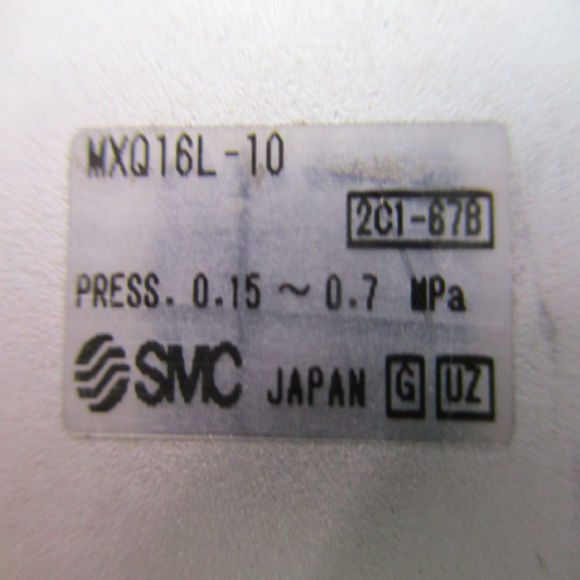 MXQ16L-10
2C1-67B
PRESS. 0.15 ~ 0.7 MPa
SMC JAPAN G UZ